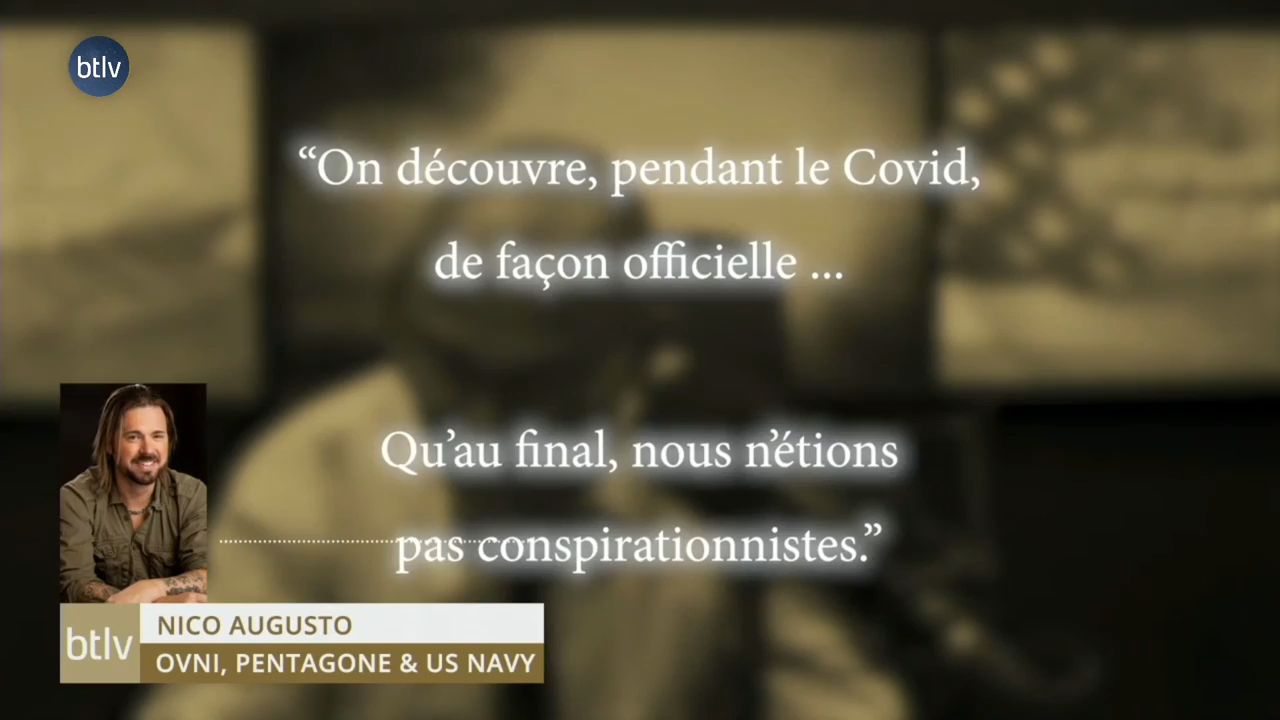 btlv
“On découvre, pendant le Covid,
de façon officielle ...
Qu’au final, nous n’étions
pas conspirationnistes.”
btlv
NICO AUGUSTO
OVNI, PENTAGONE & US NAVY